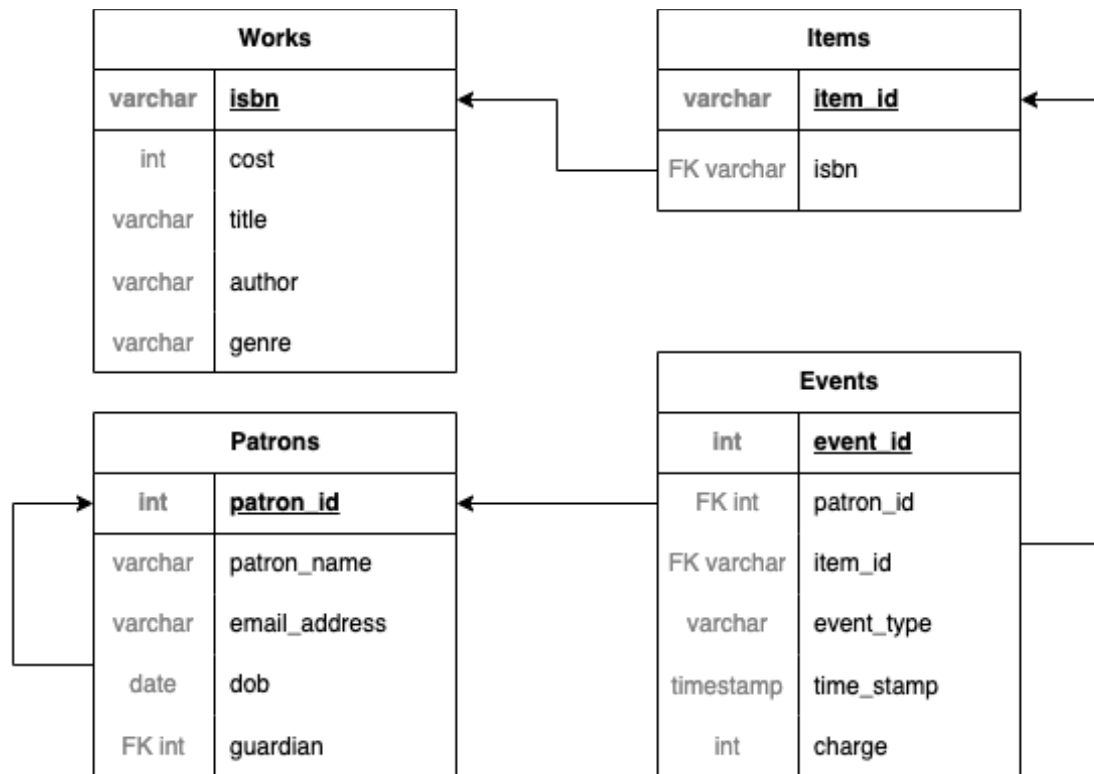 Works
varchar isbn
int cost
varchar title
varchar author
varchar genre
Items
varchar item_id
FK varchar isbn
Patrons
int patron_id
varchar patron_name
varchar email_address
date dob
FK int guardian
Events
int event_id
FK int patron_id
FK varchar item_id
varchar event_type
timestamp time_stamp
int charge